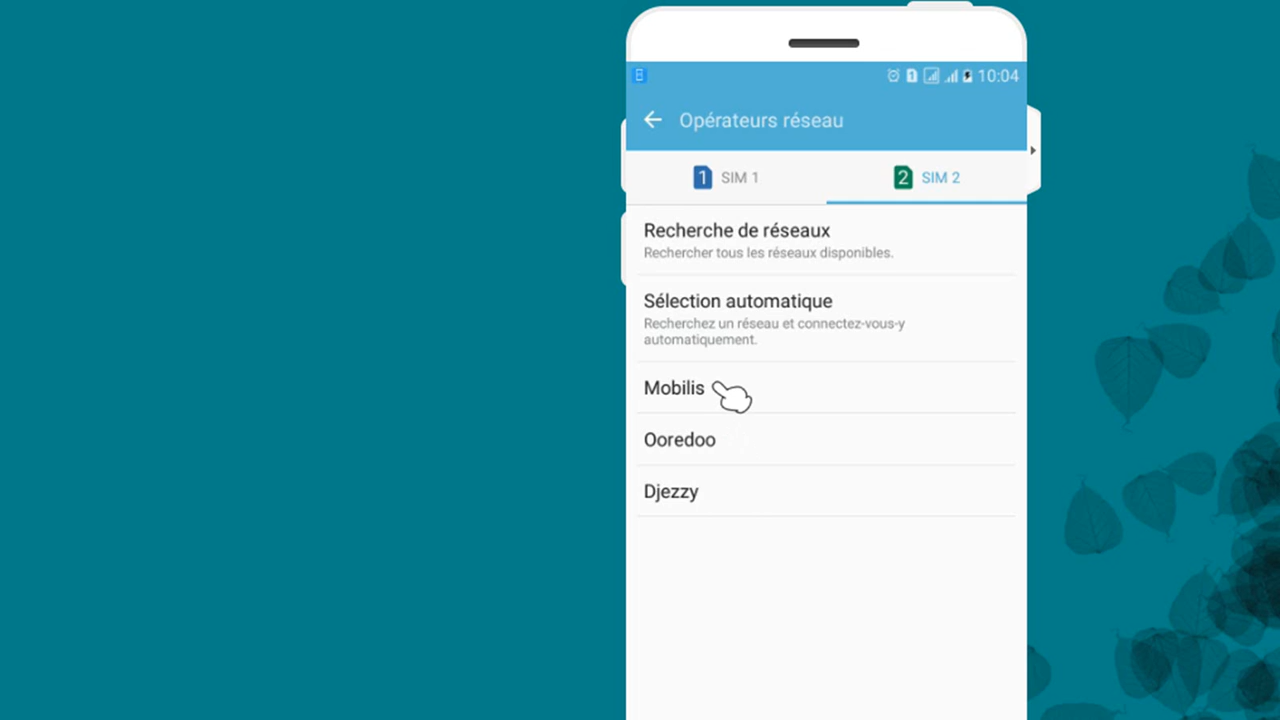 10:04
Opérateurs réseau
1 SIM 1
2 SIM 2
Recherche de réseaux
Rechercher tous les réseaux disponibles.
Sélection automatique
Recherchez un réseau et connectez-vous-y
automatiquement.
Mobilis
Ooredoo
Djezzy